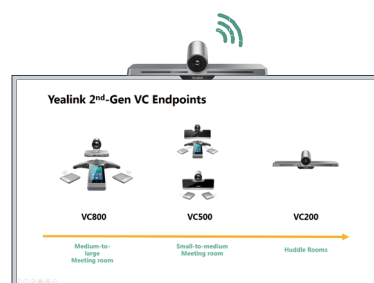 Yealink 2nd-Gen VC Endpoints
VC800
VC500
VC200
Medium-to-
large
Meeting room
Small-to-medium
Meeting room
Huddle Rooms